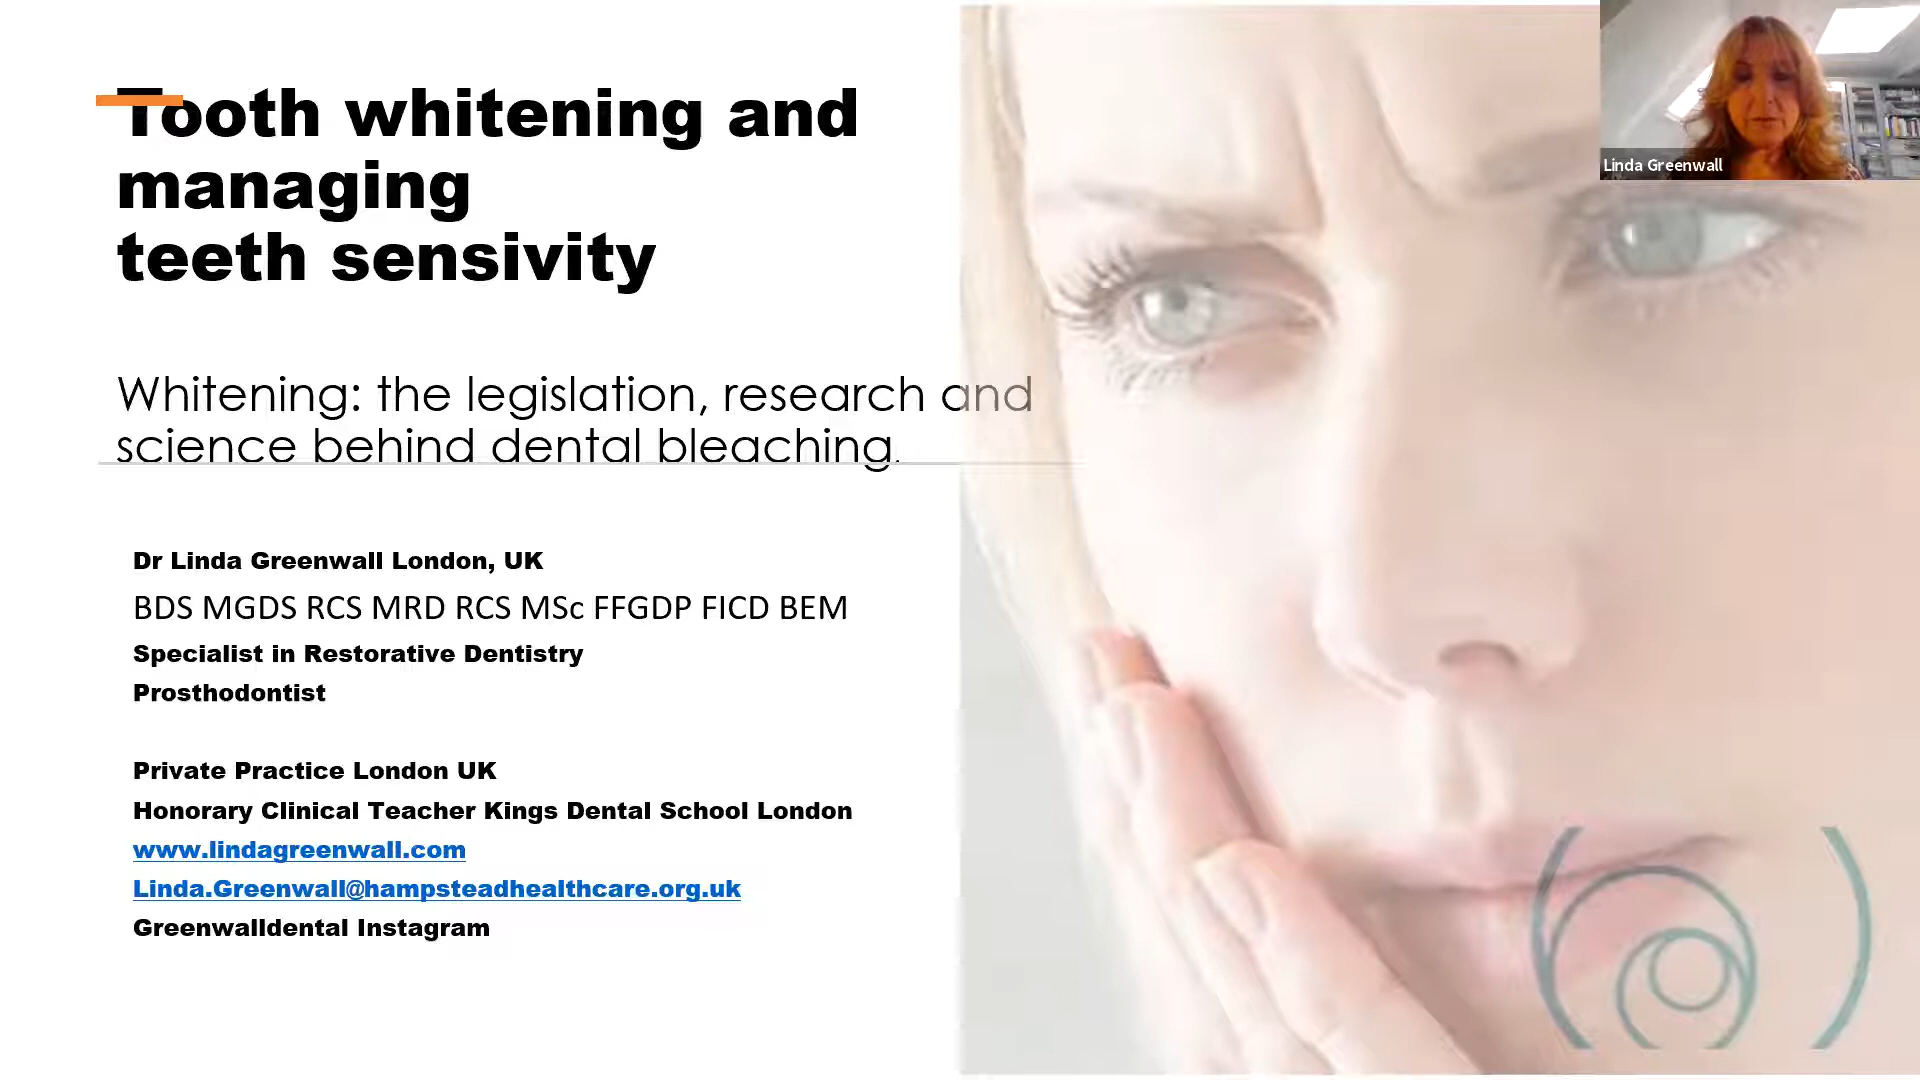 Tooth whitening and
managing
teeth sensivity
Whitening: the legislation, research and
science behind dental bleaching.
Dr Linda Greenwall London, UK
BDS MGDS RCS MRD RCS MSc FFGDP FICD BEM
Specialist in Restorative Dentistry
Prosthodontist
Private Practice London UK
Honorary Clinical Teacher Kings Dental School London
www.lindagreenwall.com
Linda.Greenwall@hampsteadhealthcare.org.uk
Greenwalldental Instagram
Linda Greenwall